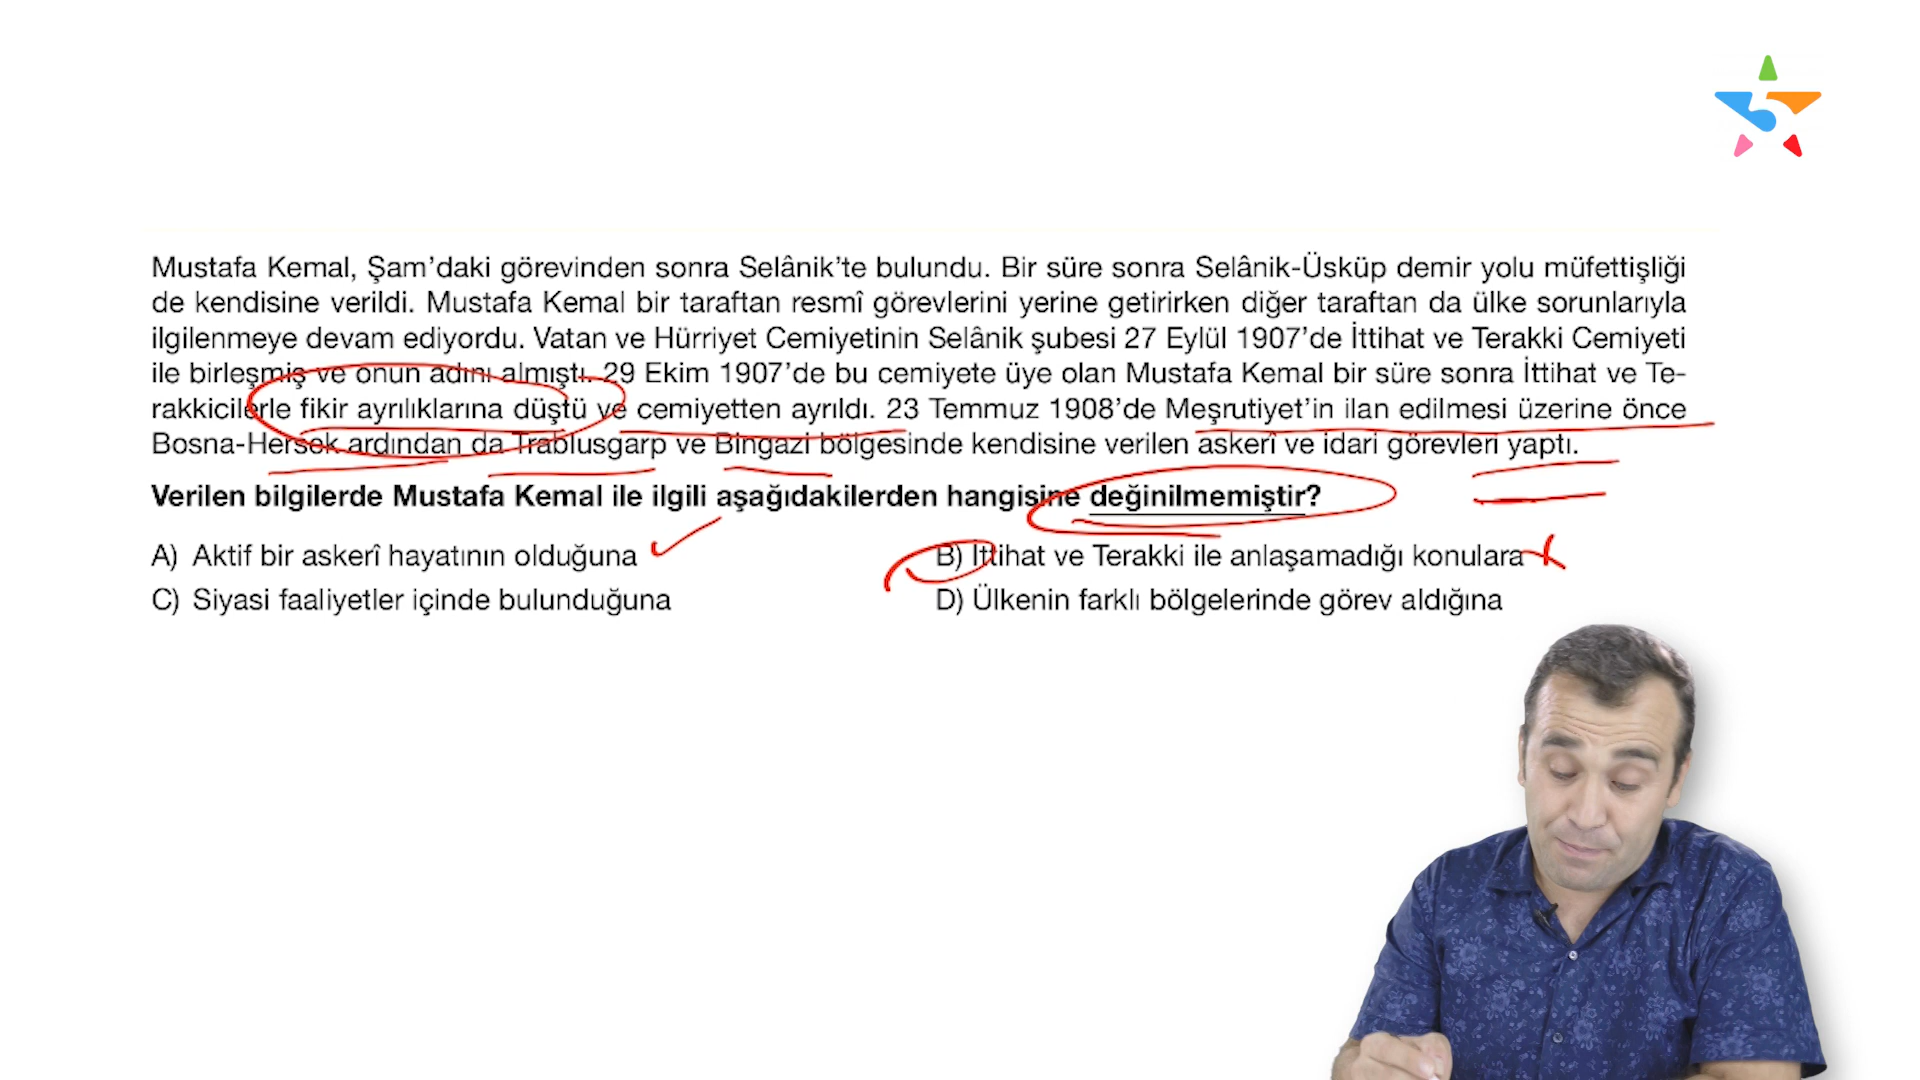 Mustafa Kemal, Şam’daki görevinden sonra Selânik’te bulundu. Bir süre sonra Selânik-Üsküp demir yolu müfettişliği
de kendisine verildi. Mustafa Kemal bir taraftan resmî görevlerini yerine getirirken diğer taraftan da ülke sorunlarıyla
ilgilenmeye devam ediyordu. Vatan ve Hürriyet Cemiyetinin Selânik şubesi 27 Eylül 1907’de İttihat ve Terakki Cemiyeti
ile birleşmiş ve onun adını almıştı. 29 Ekim 1907’de bu cemiyete üye olan Mustafa Kemal bir süre sonra İttihat ve Te-
rakkicilerle fikir ayrılıklarına düştü ve cemiyetten ayrıldı. 23 Temmuz 1908’de Meşrutiyet’in ilan edilmesi üzerine önce
Bosna-Hersek ardından da Trablusgarp ve Bingazi bölgesinde kendisine verilen askerî ve idari görevleri yaptı.
Verilen bilgilerde Mustafa Kemal ile ilgili aşağıdakilerden hangisine değinilmemiştir?
A) Aktif bir askerî hayatının olduğuna
B) İttihat ve Terakki ile anlaşamadığı konulara
C) Siyasi faaliyetler içinde bulunduğuna
D) Ülkenin farklı bölgelerinde görev aldığına